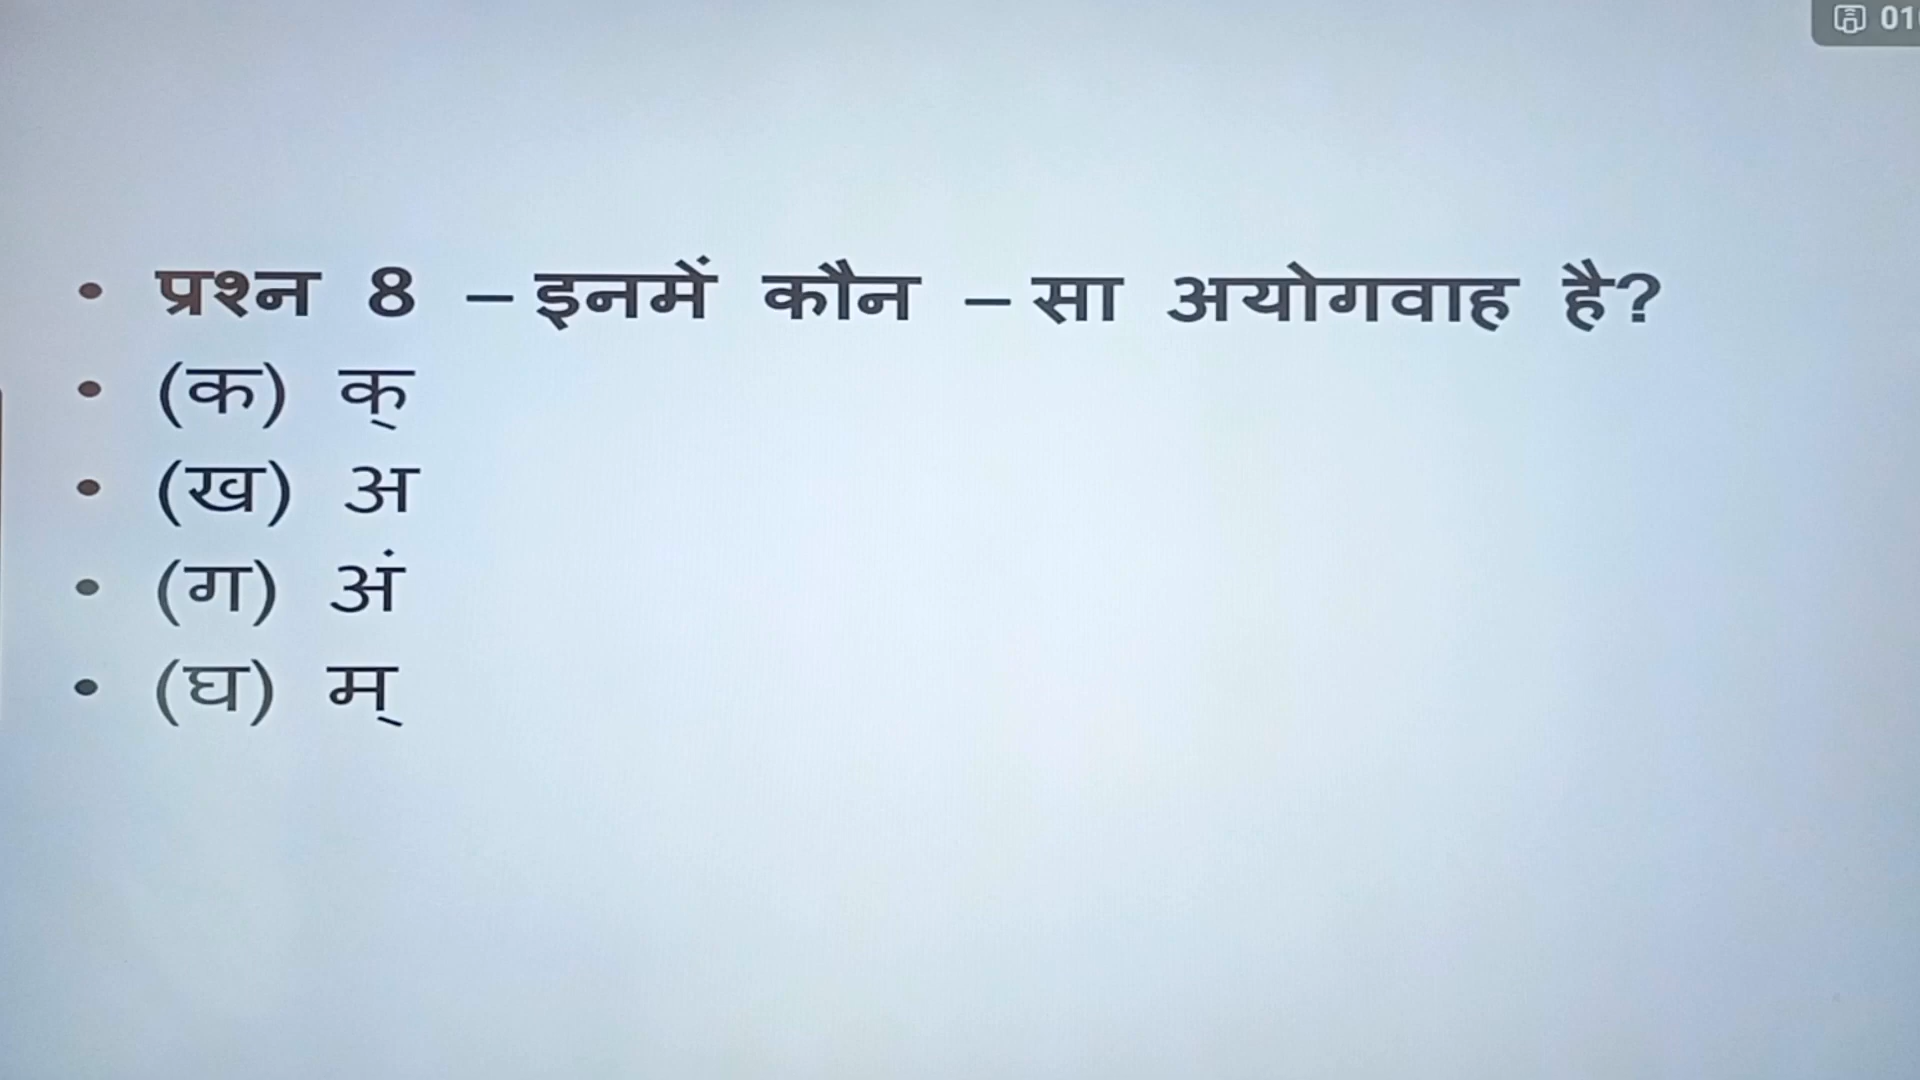 01
• प्रश्न 8 – इनमें कौन – सा अयोगवाह है?
• (क) क्
• (ख) अ
• (ग) अं
• (घ) म्